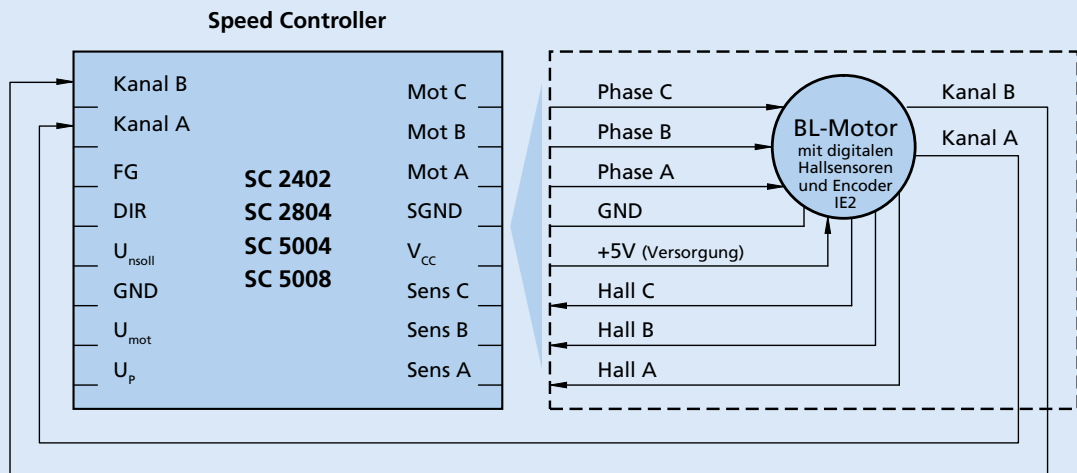 Speed Controller
Kanal B
Kanal A
FG
DIR
Uₙₛₒₗₗ
GND
Uₘₒₜ
Uₚ
SC 2402
SC 2804
SC 5004
SC 5008
Mot C
Mot B
Mot A
SGND
V_CC
Sens C
Sens B
Sens A
Phase C
Phase B
Phase A
GND
+5V (Versorgung)
Hall C
Hall B
Hall A
BL-Motor
mit digitalen
Hallsensoren
und Encoder
IE2
Kanal B
Kanal A